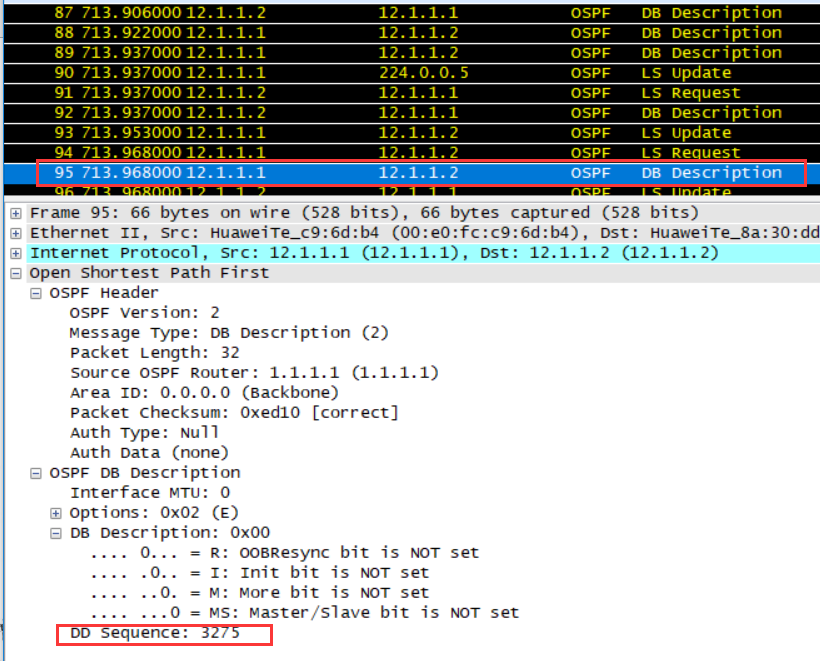 87 713.906000 12.1.1.2 12.1.1.1 OSPF DB Description
88 713.922000 12.1.1.1 12.1.1.2 OSPF DB Description
89 713.937000 12.1.1.1 12.1.1.2 OSPF DB Description
90 713.937000 12.1.1.1 224.0.0.5 OSPF LS Update
91 713.937000 12.1.1.2 12.1.1.1 OSPF LS Request
92 713.937000 12.1.1.2 12.1.1.1 OSPF DB Description
93 713.953000 12.1.1.1 12.1.1.2 OSPF LS Update
94 713.968000 12.1.1.1 12.1.1.2 OSPF LS Request
95 713.968000 12.1.1.1 12.1.1.2 OSPF DB Description
96 713.968000 12.1.1.2 12.1.1.1 OSPF LS Update
Frame 95: 66 bytes on wire (528 bits), 66 bytes captured (528 bits)
Ethernet II, Src: HuaweiTe_c9:6d:b4 (00:e0:fc:c9:6d:b4), Dst: HuaweiTe_8a:30:dd
Internet Protocol, Src: 12.1.1.1 (12.1.1.1), Dst: 12.1.1.2 (12.1.1.2)
Open Shortest Path First
OSPF Header
OSPF Version: 2
Message Type: DB Description (2)
Packet Length: 32
Source OSPF Router: 1.1.1.1 (1.1.1.1)
Area ID: 0.0.0.0 (Backbone)
Packet Checksum: 0xed10 [correct]
Auth Type: Null
Auth Data (none)
OSPF DB Description
Interface MTU: 0
Options: 0x02 (E)
DB Description: 0x00
.... 0... = R: OOBResync bit is NOT set
.... .0.. = I: Init bit is NOT set
.... ..0. = M: More bit is NOT set
.... ...0 = MS: Master/Slave bit is NOT set
DD Sequence: 3275